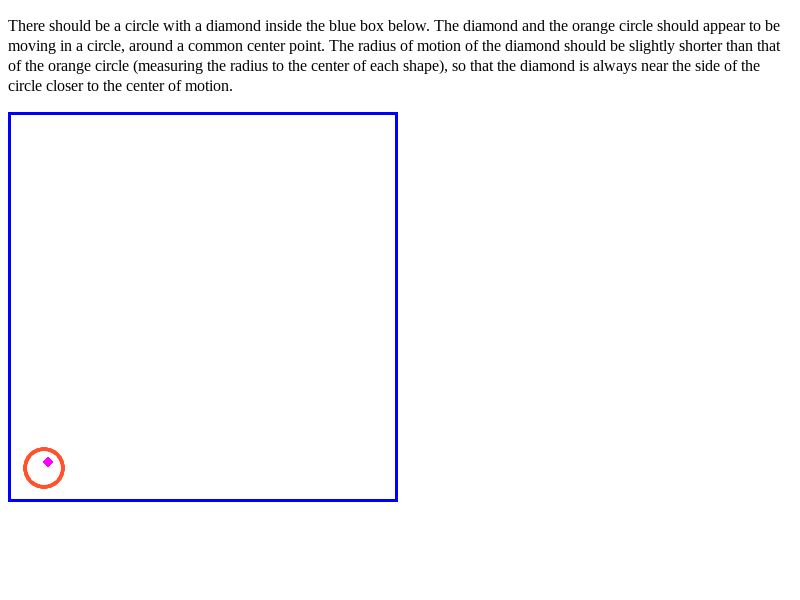 There should be a circle with a diamond inside the blue box below. The diamond and the orange circle should appear to be
moving in a circle, around a common center point. The radius of motion of the diamond should be slightly shorter than that
of the orange circle (measuring the radius to the center of each shape), so that the diamond is always near the side of the
circle closer to the center of motion.